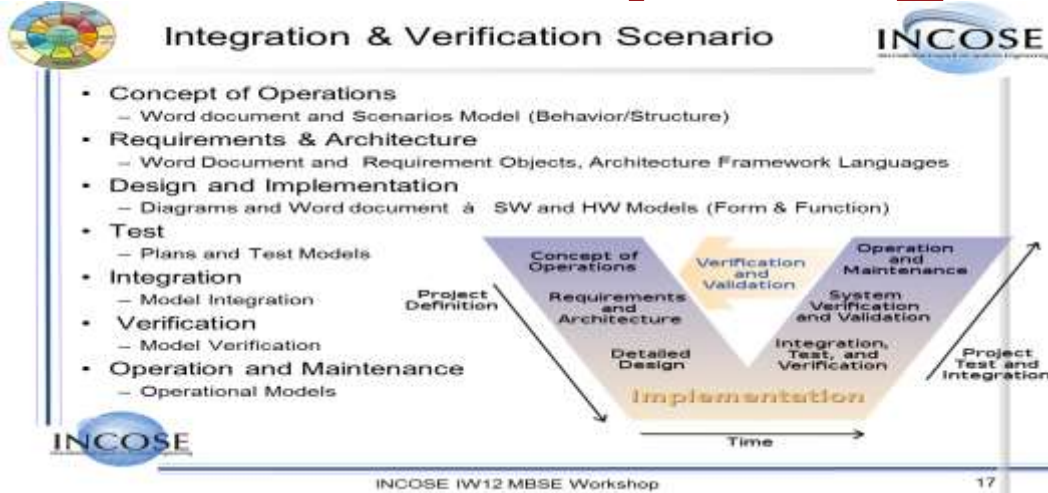 Integration & Verification Scenario
INCOSE
• Concept of Operations
– Word document and Scenarios Model (Behavior/Structure)
• Requirements & Architecture
– Word Document and Requirement Objects, Architecture Framework Languages
• Design and Implementation
– Diagrams and Word document à SW and HW Models (Form & Function)
• Test
– Plans and Test Models
• Integration
– Model Integration
• Verification
– Model Verification
• Operation and Maintenance
– Operational Models
Project
Definition
Concept of
Operations
Requirements
and
Architecture
Detailed
Design
Implementation
Verification
and
Validation
Operation
and
Maintenance
System
Verification
and Validation
Integration,
Test, and
Verification
Project
Test and
Integration
Time
INCOSE
INCOSE IW12 MBSE Workshop
17